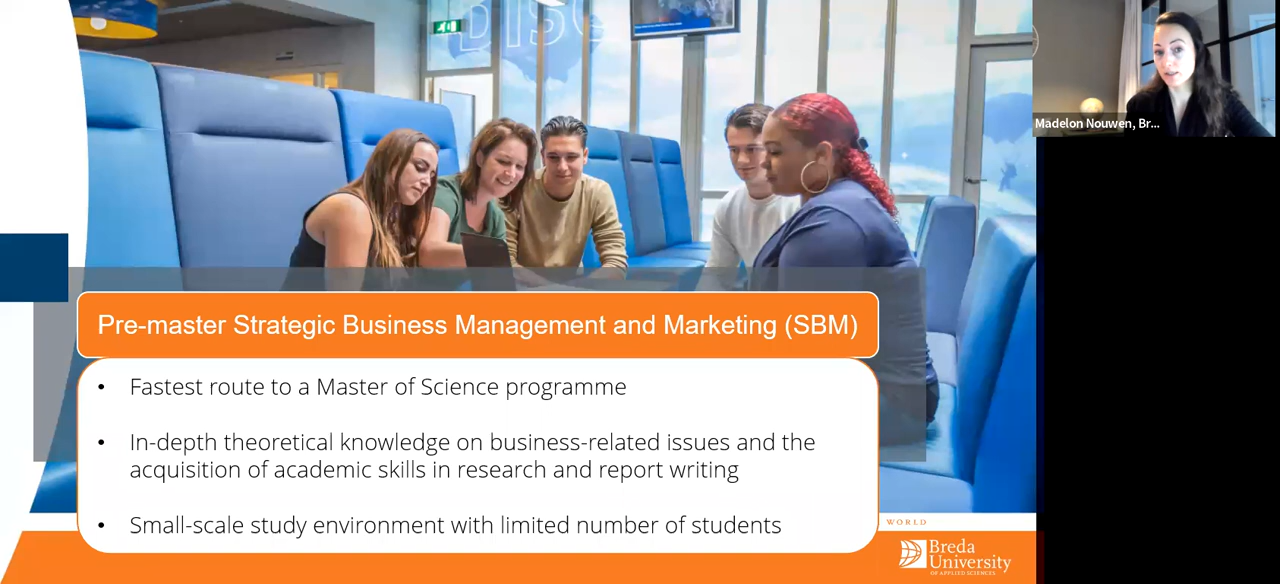 DISC
Madelon Nouwen, Br...
Pre-master Strategic Business Management and Marketing (SBM)
• Fastest route to a Master of Science programme
• In-depth theoretical knowledge on business-related issues and the
acquisition of academic skills in research and report writing
• Small-scale study environment with limited number of students
WORLD
Breda
University
OF APPLIED SCIENCES